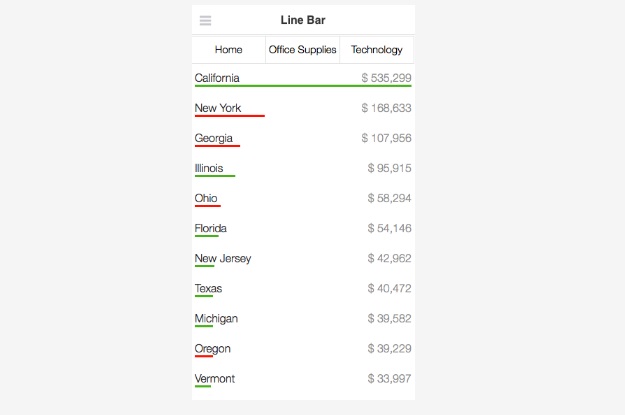 Line Bar
Home Office Supplies Technology
California $ 535,299
New York $ 168,633
Georgia $ 107,956
Illinois $ 95,915
Ohio $ 58,294
Florida $ 54,146
New Jersey $ 42,962
Texas $ 40,472
Michigan $ 39,582
Oregon $ 39,229
Vermont $ 33,997